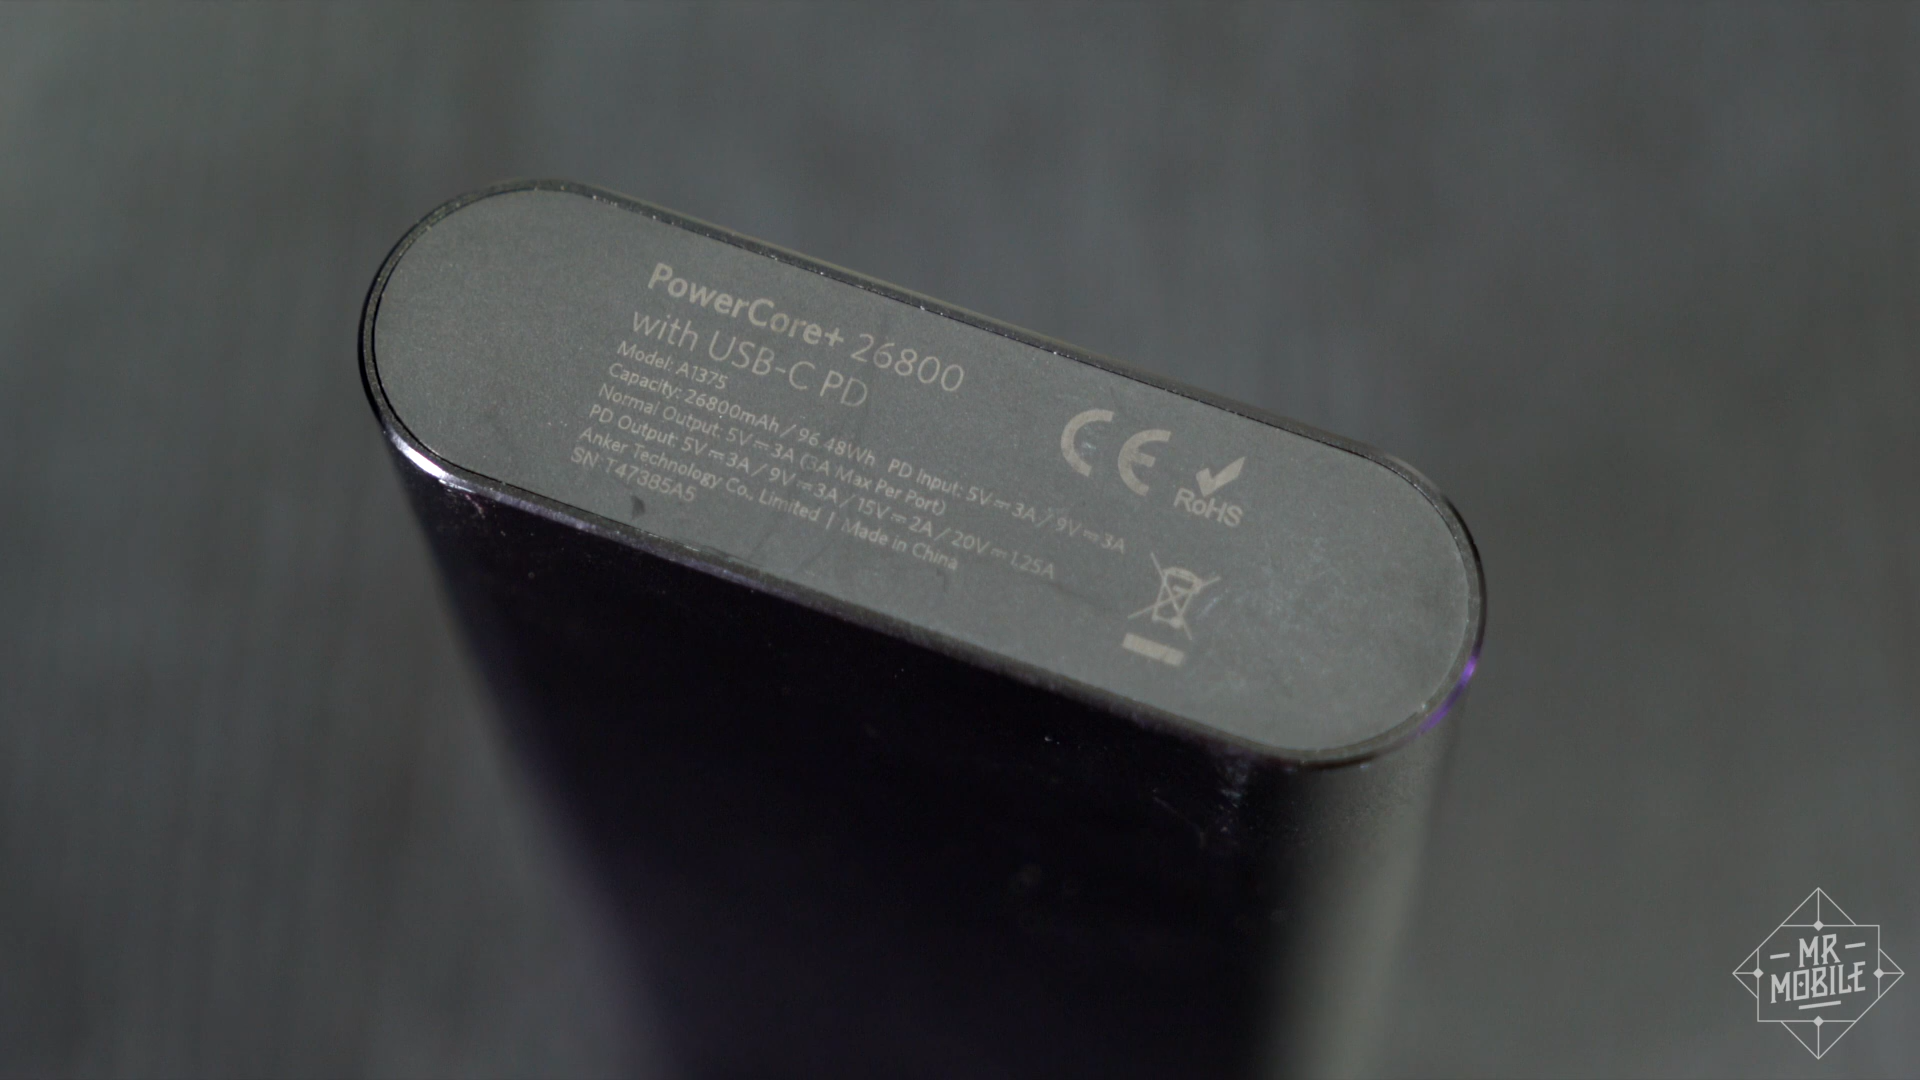 PowerCore+ 26800
with USB-C PD
Model: A1375
Capacity: 26800mAh / 96.48Wh PD Input: 5V⎓3A / 9V⎓3A
Normal Output: 5V⎓3A (3A Max Per Port)
PD Output: 5V⎓3A / 9V⎓3A / 15V⎓2A / 20V⎓1.25A
Anker Technology Co., Limited | Made in China
SN T47385A5
CE
RoHS
MR
MOBILE